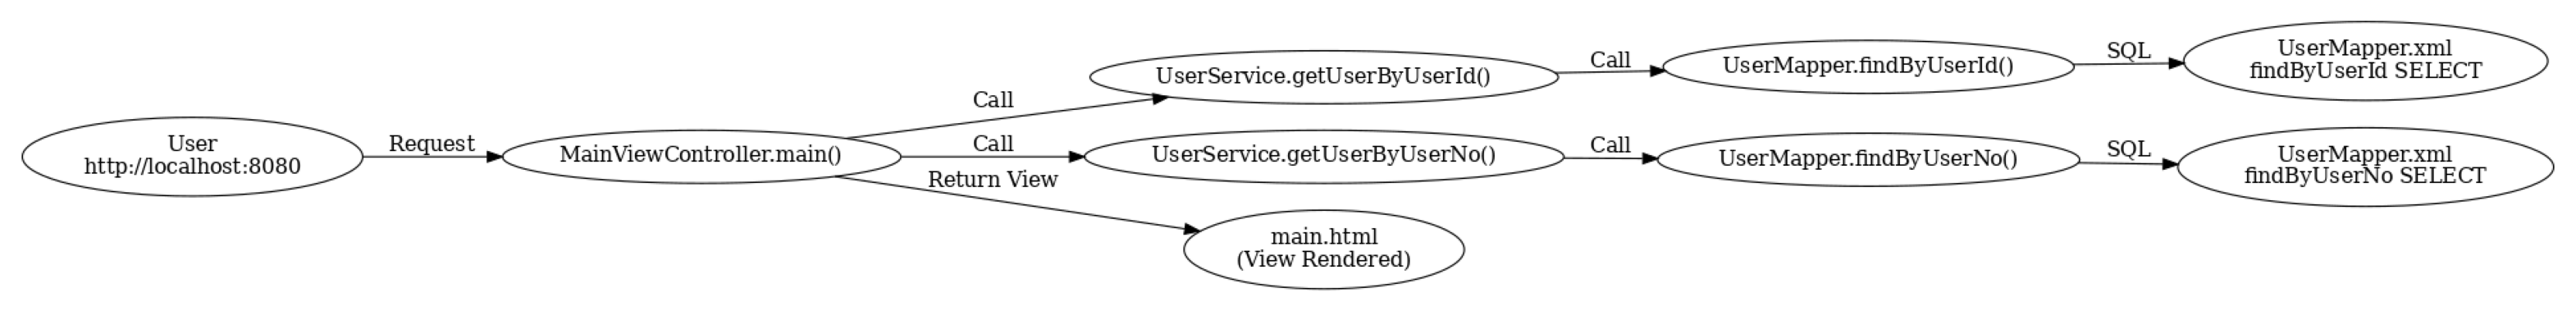 User
http://localhost:8080
Request
MainViewController.main()
Call
UserService.getUserByUserId()
Call
UserMapper.findByUserId()
SQL
UserMapper.xml
findByUserId SELECT
Call
UserService.getUserByUserNo()
Call
UserMapper.findByUserNo()
SQL
UserMapper.xml
findByUserNo SELECT
Return View
main.html
(View Rendered)